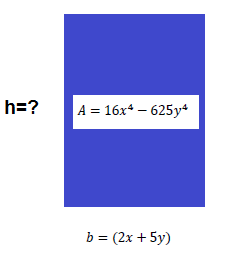 h=?
A = 16x⁴ − 625y⁴
b = (2x + 5y)